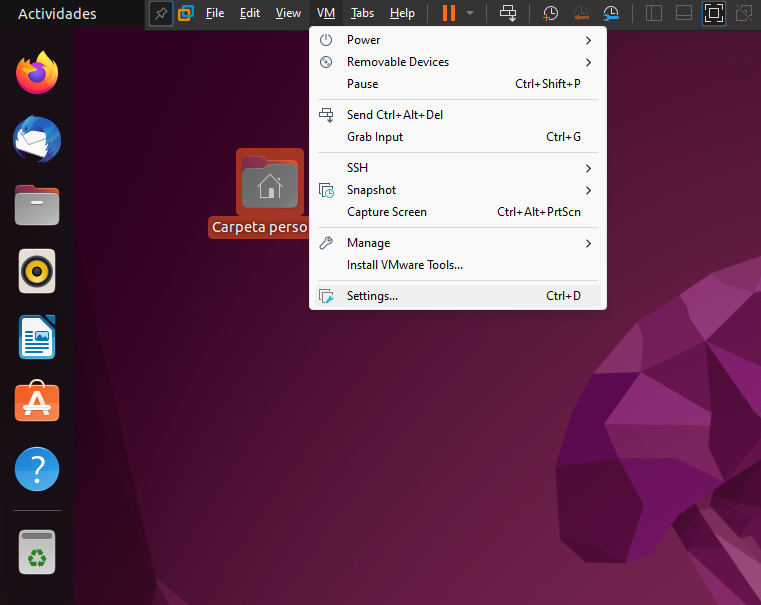 Actividades
File Edit View VM Tabs Help
Power
Removable Devices
Pause Ctrl+Shift+P
Send Ctrl+Alt+Del
Grab Input Ctrl+G
SSH
Snapshot
Capture Screen Ctrl+Alt+PrtScn
Manage
Install VMware Tools...
Settings... Ctrl+D
Carpeta perso